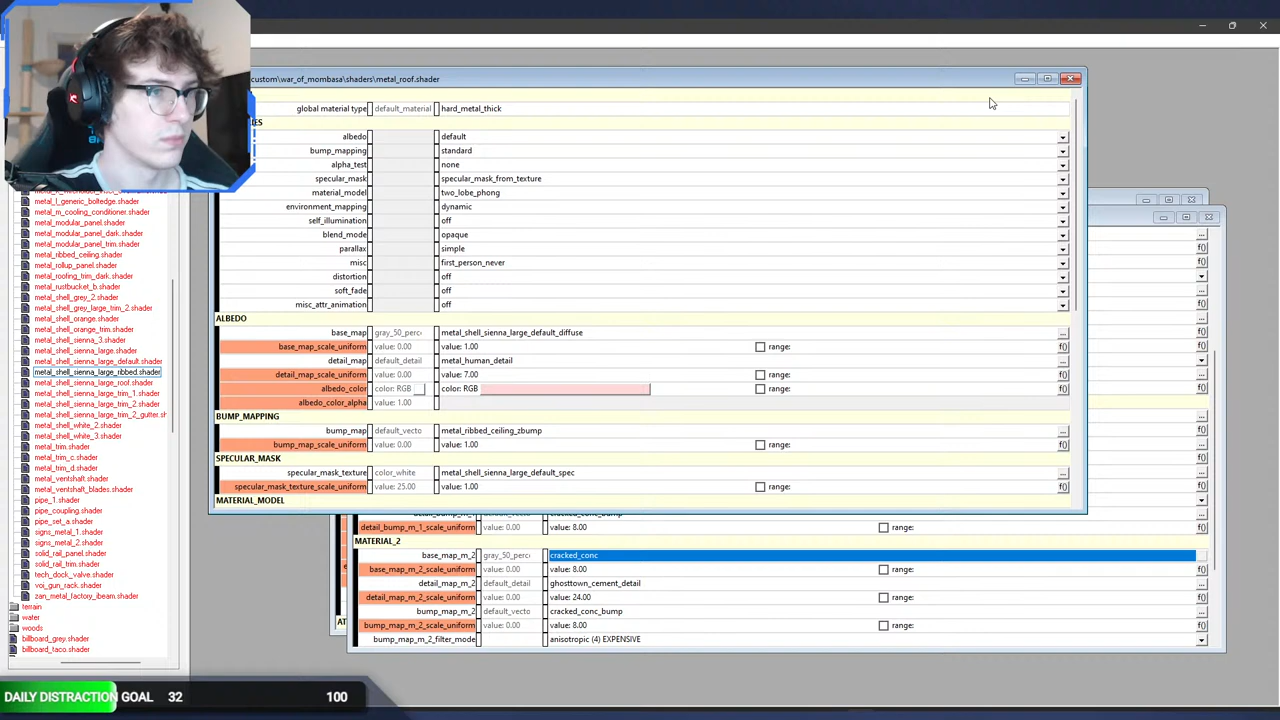 custom\war_of_mombasa\shaders\metal_roof.shader
global material type default_material hard_metal_thick
ES
albedo default
bump_mapping standard
alpha_test none
specular_mask specular_mask_from_texture
material_model two_lobe_phong
environment_mapping dynamic
self_illumination off
blend_mode opaque
parallax simple
misc first_person_never
distortion off
soft_fade off
misc_attr_animation off
ALBEDO
base_map gray_50_perc metal_shell_sienna_large_default_diffuse ...
base_map_scale_uniform value: 0.00 value: 1.00 range: f()
detail_map default_detail metal_human_detail ...
detail_map_scale_uniform value: 0.00 value: 7.00 range: f()
albedo_color color: RGB color: RGB range: f()
albedo_color_alpha value: 1.00
BUMP_MAPPING
bump_map default_vecto metal_ribbed_ceiling_zbump ...
bump_map_scale_uniform value: 0.00 value: 1.00 range: f()
SPECULAR_MASK
specular_mask_texture color_white metal_shell_sienna_large_default_spec ...
specular_mask_texture_scale_uniform value: 25.00 value: 1.00 range: f()
MATERIAL_MODEL
detail_bump_m_1_scale_uniform value: 0.00 value: 8.00 range: f()
MATERIAL_2
base_map_m_2 gray_50_perc cracked_conc
base_map_m_2_scale_uniform value: 0.00 value: 8.00 range: f()
detail_map_m_2 default_detail ghosttown_cement_detail ...
detail_map_m_2_scale_uniform value: 0.00 value: 24.00 range: f()
bump_map_m_2 default_vecto cracked_conc_bump ...
bump_map_m_2_scale_uniform value: 0.00 value: 8.00 range: f()
bump_map_m_2_filter_mode anisotropic (4) EXPENSIVE
AT
metal_l_generic_boltedge.shader
metal_m_cooling_conditioner.shader
metal_modular_panel.shader
metal_modular_panel_dark.shader
metal_modular_panel_trim.shader
metal_ribbed_ceiling.shader
metal_rollup_panel.shader
metal_roofing_trim_dark.shader
metal_rustbucket_b.shader
metal_shell_grey_2.shader
metal_shell_grey_large_trim_2.shader
metal_shell_orange.shader
metal_shell_orange_trim.shader
metal_shell_sienna_3.shader
metal_shell_sienna_large.shader
metal_shell_sienna_large_default.shader
metal_shell_sienna_large_ribbed.shader
metal_shell_sienna_large_roof.shader
metal_shell_sienna_large_trim_1.shader
metal_shell_sienna_large_trim_2.shader
metal_shell_sienna_large_trim_2_gutter.sh
metal_shell_white_2.shader
metal_shell_white_3.shader
metal_trim.shader
metal_trim_c.shader
metal_trim_d.shader
metal_ventshaft.shader
metal_ventshaft_blades.shader
pipe_1.shader
pipe_coupling.shader
pipe_set_a.shader
signs_metal_1.shader
signs_metal_2.shader
solid_rail_panel.shader
solid_rail_trim.shader
tech_dock_valve.shader
voj_gun_rack.shader
zan_metal_factory_ibeam.shader
terrain
water
woods
billboard_grey.shader
billboard_taco.shader
DAILY DISTRACTION GOAL 32 100